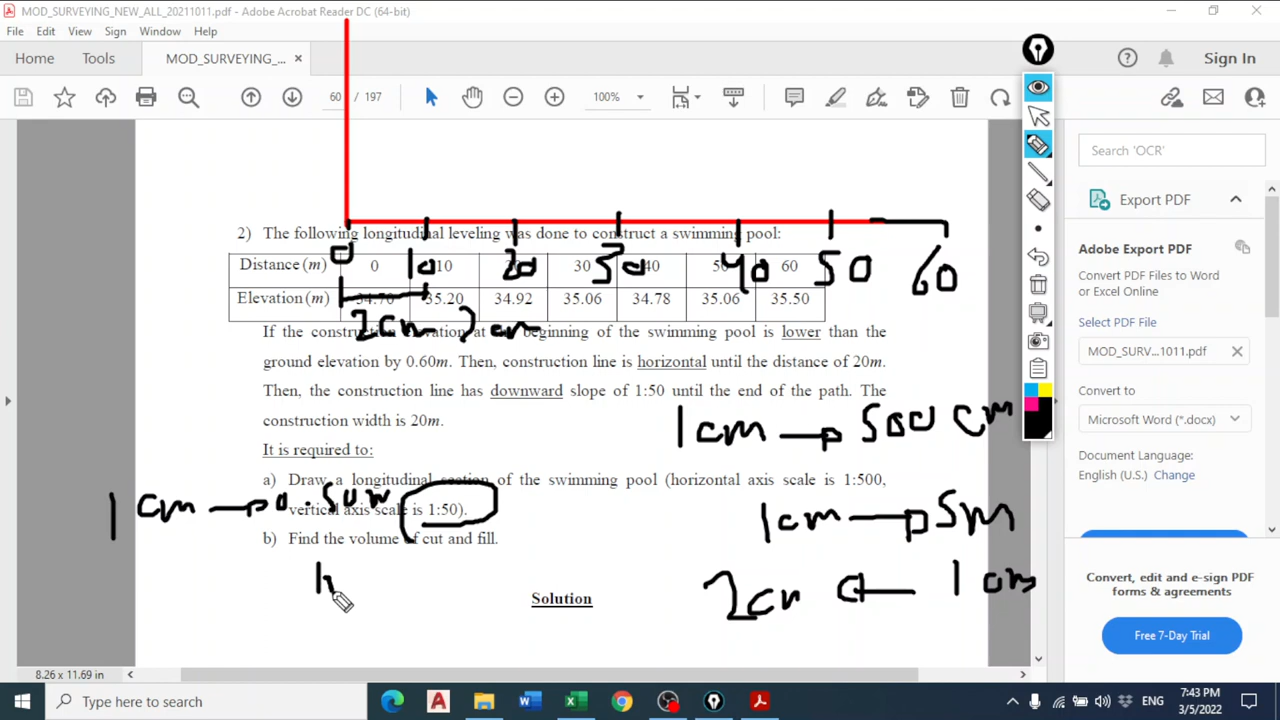 MOD_SURVEYING_NEW_ALL_20211011.pdf - Adobe Acrobat Reader DC (64-bit)
File Edit View Sign Window Help
Home Tools MOD_SURVEYING_... × Sign In
60 / 197 100%
2) The following longitudinal leveling was done to construct a swimming pool:
0 10 20 30 40 50 60
Distance (m) 0 10 30 40 60
Elevation (m) 34.70 35.20 34.92 35.06 34.78 35.06 35.50
2cm
If the construction elevation at the beginning of the swimming pool is lower than the
ground elevation by 0.60m. Then, construction line is horizontal until the distance of 20m.
Then, the construction line has downward slope of 1:50 until the end of the path. The
construction width is 20m.
1cm → 500 cm
It is required to:
a) Draw a longitudinal section of the swimming pool (horizontal axis scale is 1:500,
1 cm → 0.50m
vertical axis scale is 1:50).
1cm → 5m
b) Find the volume of cut and fill.
2cm
Solution
8.26 x 11.69 in
Search 'OCR'
Export PDF
Adobe Export PDF
Convert PDF Files to Word
or Excel Online
Select PDF File
MOD_SURV...1011.pdf ×
Convert to
Microsoft Word (*.docx)
Document Language:
English (U.S.) Change
Convert, edit and e-sign PDF
forms & agreements
Free 7-Day Trial
Type here to search
ENG
7:43 PM
3/5/2022